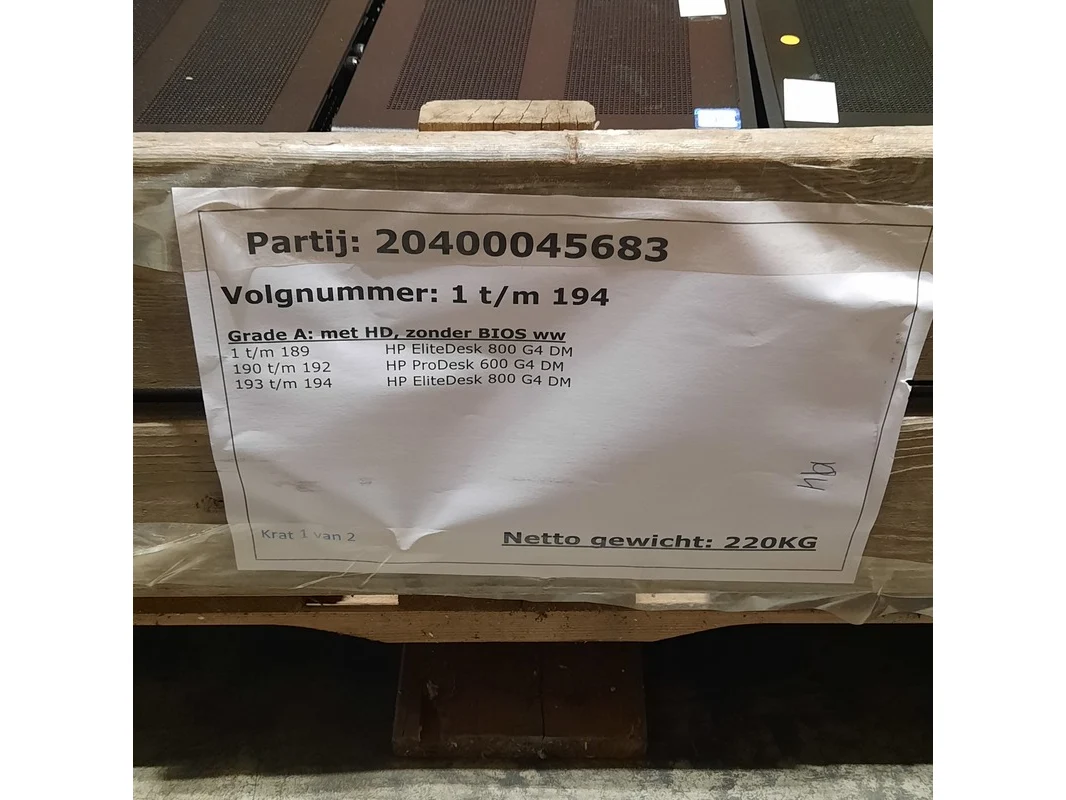 Partij: 20400045683
Volgnummer: 1 t/m 194
Grade A: met HD, zonder BIOS ww
1 t/m 189 HP EliteDesk 800 G4 DM
190 t/m 192 HP ProDesk 600 G4 DM
193 t/m 194 HP EliteDesk 800 G4 DM
Krat 1 van 2
Netto gewicht: 220KG